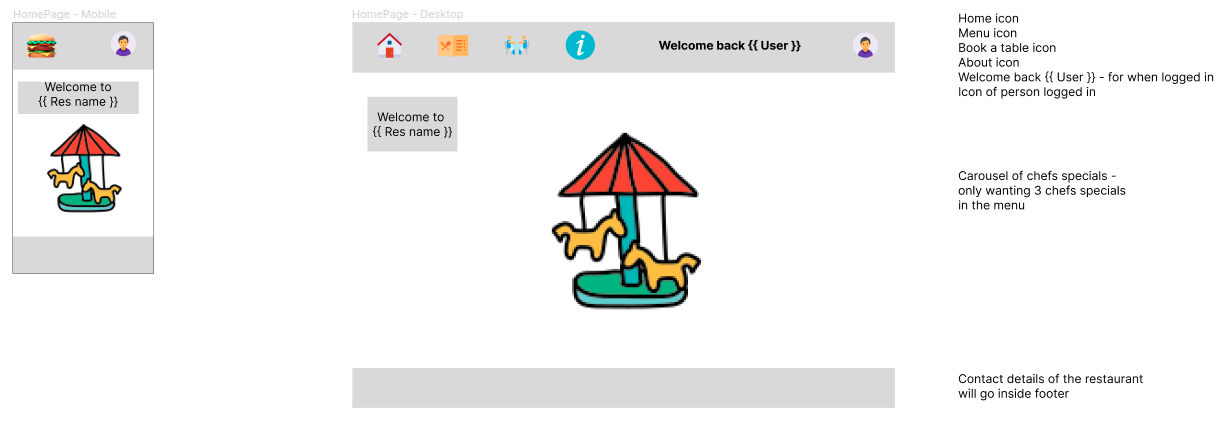 HomePage - Mobile
Welcome to
{{ Res name }}
HomePage - Desktop
i
Welcome back {{ User }}
Welcome to
{{ Res name }}
Home icon
Menu icon
Book a table icon
About icon
Welcome back {{ User }} - for when logged in
Icon of person logged in
Carousel of chefs specials -
only wanting 3 chefs specials
in the menu
Contact details of the restaurant
will go inside footer